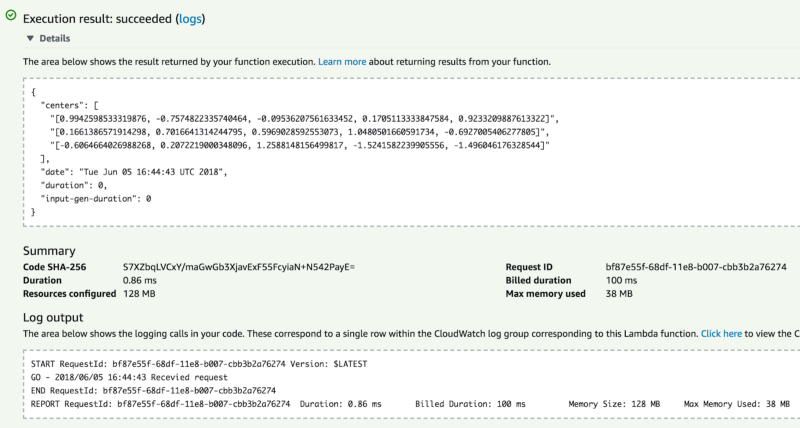 Execution result: succeeded (logs)
Details
The area below shows the result returned by your function execution. Learn more about returning results from your function.
{
"centers": [
"[0.9942598533319876, -0.7574822335740464, -0.09536207561633452, 0.1705113333847584, 0.9233209887613322]",
"[0.1661386571914298, 0.7016641314244795, 0.5969028592553073, 1.0480501660591734, -0.6927005406277805]",
"[-0.6064664026988268, 0.2072219000348096, 1.2588148156499817, -1.5241582239905556, -1.496046176328544]"
],
"date": "Tue Jun 05 16:44:43 UTC 2018",
"duration": 0,
"input-gen-duration": 0
}
Summary
Code SHA-256 S7XZbqLVCxY/maGwGb3XjavExF55FcyiaN+N542PayE= Request ID bf87e55f-68df-11e8-b007-cbb3b2a76274
Duration 0.86 ms Billed duration 100 ms
Resources configured 128 MB Max memory used 38 MB
Log output
The area below shows the logging calls in your code. These correspond to a single row within the CloudWatch log group corresponding to this Lambda function. Click here to view the C
START RequestId: bf87e55f-68df-11e8-b007-cbb3b2a76274 Version: $LATEST
GO - 2018/06/05 16:44:43 Recevied request
END RequestId: bf87e55f-68df-11e8-b007-cbb3b2a76274
REPORT RequestId: bf87e55f-68df-11e8-b007-cbb3b2a76274 Duration: 0.86 ms Billed Duration: 100 ms Memory Size: 128 MB Max Memory Used: 38 MB